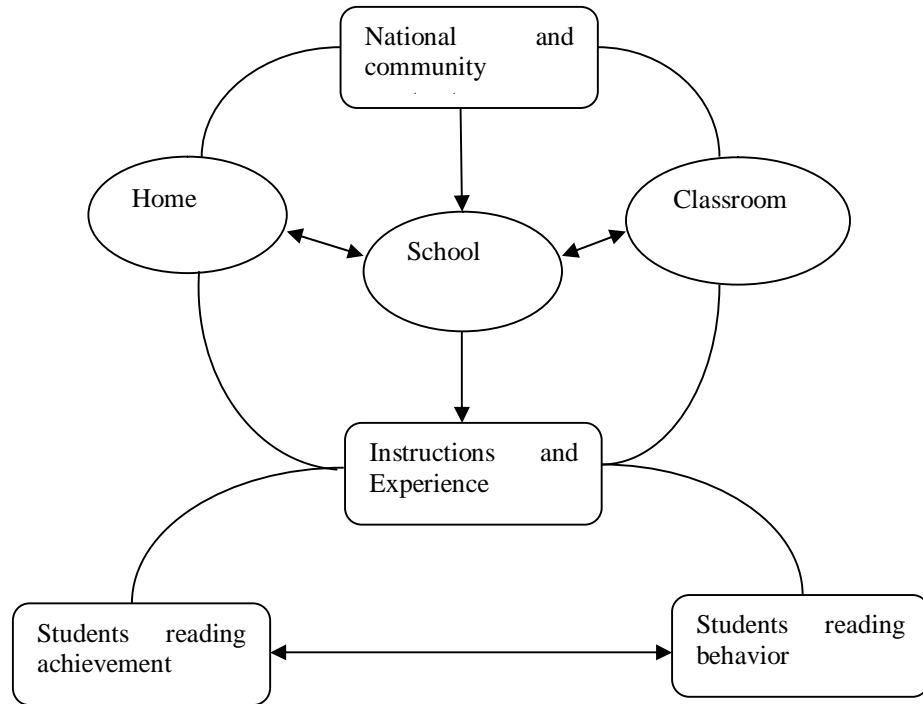 National and
community
Home
Classroom
School
Instructions and
Experience
Students reading
achievement
Students reading
behavior